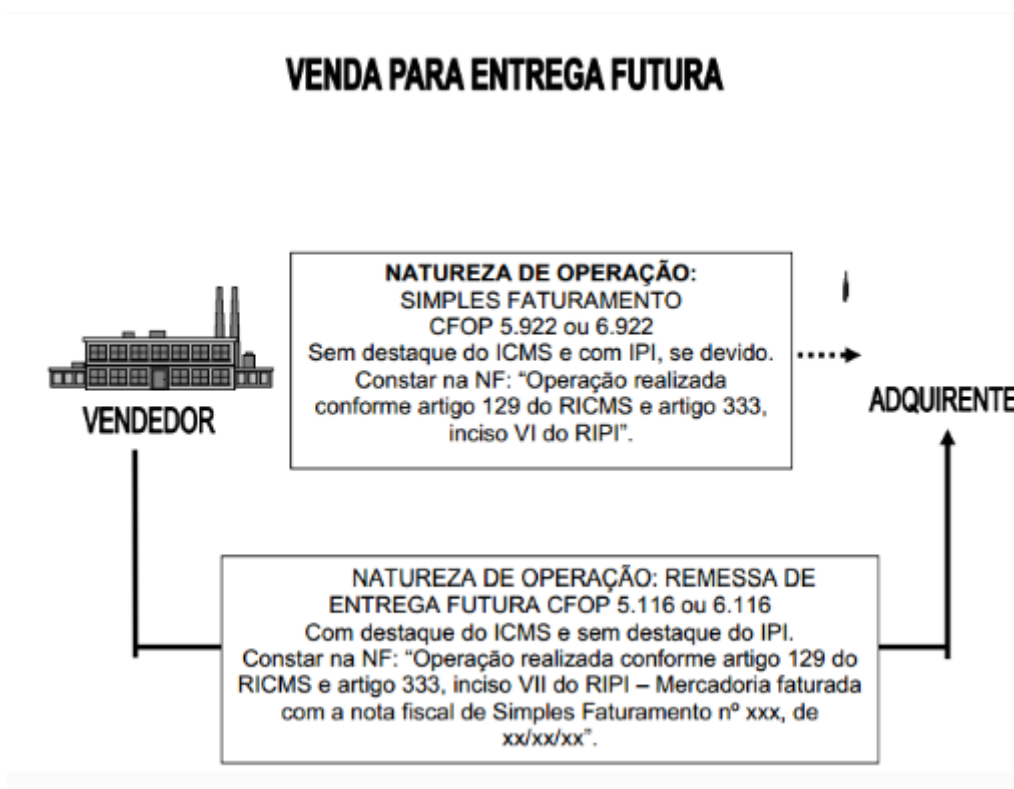 VENDA PARA ENTREGA FUTURA
NATUREZA DE OPERAÇÃO:
SIMPLES FATURAMENTO
CFOP 5.922 ou 6.922
Sem destaque do ICMS e com IPI, se devido.
Constar na NF: “Operação realizada
conforme artigo 129 do RICMS e artigo 333,
inciso VI do RIPI”.
VENDEDOR
ADQUIRENTE
NATUREZA DE OPERAÇÃO: REMESSA DE
ENTREGA FUTURA CFOP 5.116 ou 6.116
Com destaque do ICMS e sem destaque do IPI.
Constar na NF: “Operação realizada conforme artigo 129 do
RICMS e artigo 333, inciso VII do RIPI – Mercadoria faturada
com a nota fiscal de Simples Faturamento nº xxx, de
xx/xx/xx”.